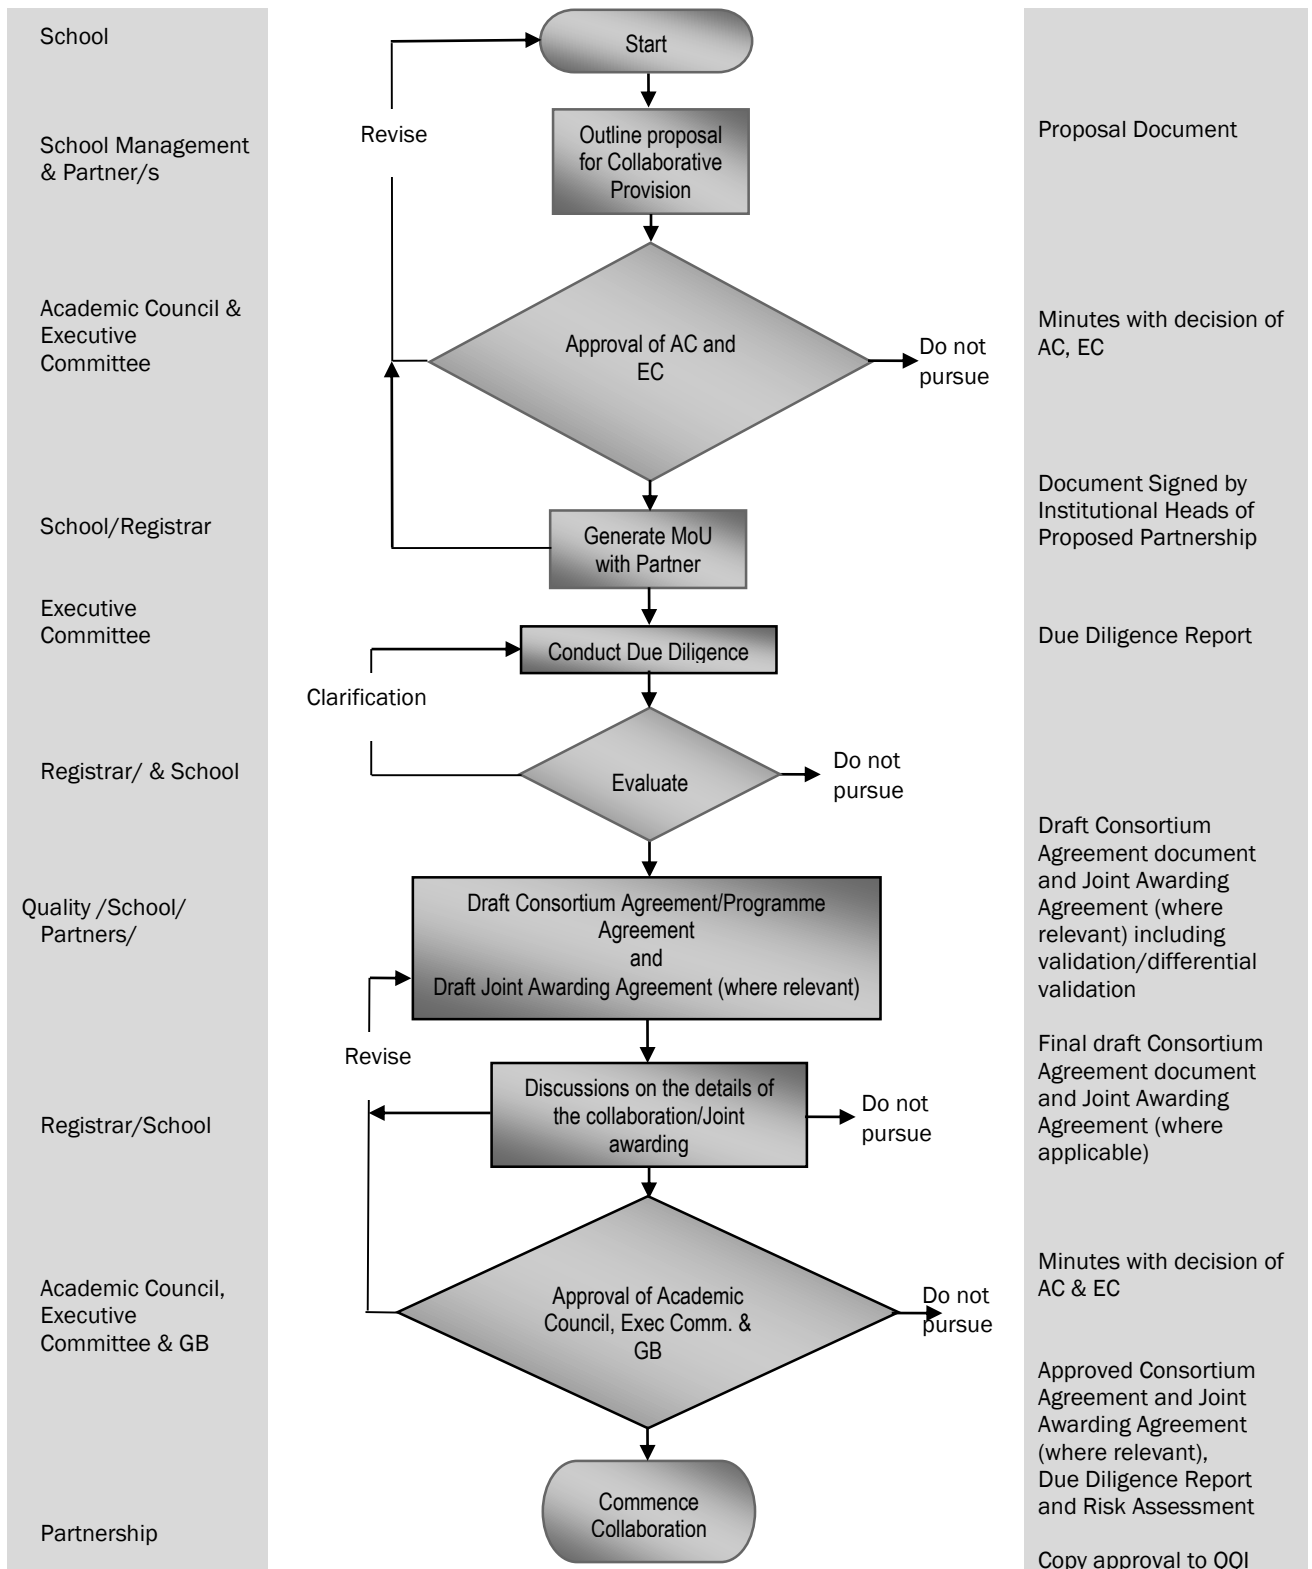 School
Start
Revise
Outline proposal
for Collaborative
Provision
School Management
& Partner/s
Proposal Document
Academic Council &
Executive
Committee
Approval of AC and
EC
Do not
pursue
Minutes with decision of
AC, EC
School/Registrar
Generate MoU
with Partner
Document Signed by
Institutional Heads of
Proposed Partnership
Executive
Committee
Conduct Due Diligence
Due Diligence Report
Clarification
Registrar/ & School
Evaluate
Do not
pursue
Quality /School/
Partners/
Draft Consortium Agreement/Programme
Agreement
and
Draft Joint Awarding Agreement (where relevant)
Draft Consortium
Agreement document
and Joint Awarding
Agreement (where
relevant) including
validation/differential
validation
Revise
Registrar/School
Discussions on the details of
the collaboration/Joint
awarding
Do not
pursue
Final draft Consortium
Agreement document
and Joint Awarding
Agreement (where
applicable)
Academic Council,
Executive
Committee & GB
Approval of Academic
Council, Exec Comm. &
GB
Do not
pursue
Minutes with decision of
AC & EC
Partnership
Commence
Collaboration
Approved Consortium
Agreement and Joint
Awarding Agreement
(where relevant),
Due Diligence Report
and Risk Assessment
Copy approval to QQI